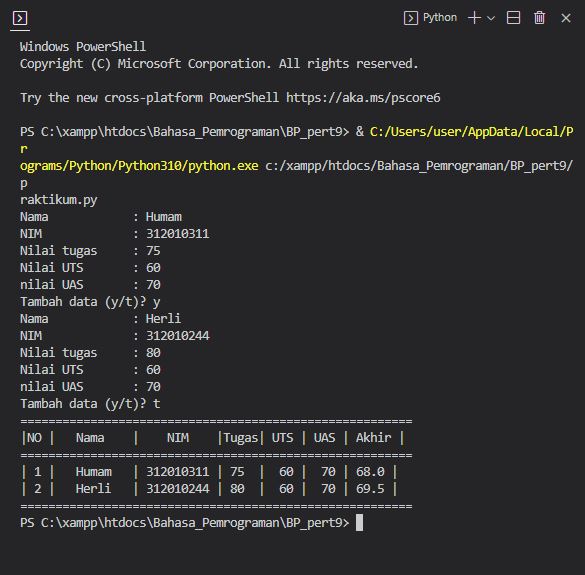 Python
Windows PowerShell
Copyright (C) Microsoft Corporation. All rights reserved.
Try the new cross-platform PowerShell https://aka.ms/pscore6
PS C:\xampp\htdocs\Bahasa_Pemrograman\BP_pert9> & C:/Users/user/AppData/Local/P
r
ograms/Python/Python310/python.exe c:/xampp/htdocs/Bahasa_Pemrograman/BP_pert9/
p
raktikum.py
Nama            : Humam
NIM             : 312010311
Nilai tugas     : 75
Nilai UTS       : 60
nilai UAS       : 70
Tambah data (y/t)? y
Nama            : Herli
NIM             : 312010244
Nilai tugas     : 80
Nilai UTS       : 60
nilai UAS       : 70
Tambah data (y/t)? t
========================================================
|NO |   Nama    |    NIM    |Tugas| UTS | UAS | Akhir |
========================================================
| 1 |   Humam   | 312010311 | 75  |  60 |  70 | 68.0 |
| 2 |   Herli   | 312010244 | 80  |  60 |  70 | 69.5 |
========================================================
PS C:\xampp\htdocs\Bahasa_Pemrograman\BP_pert9>